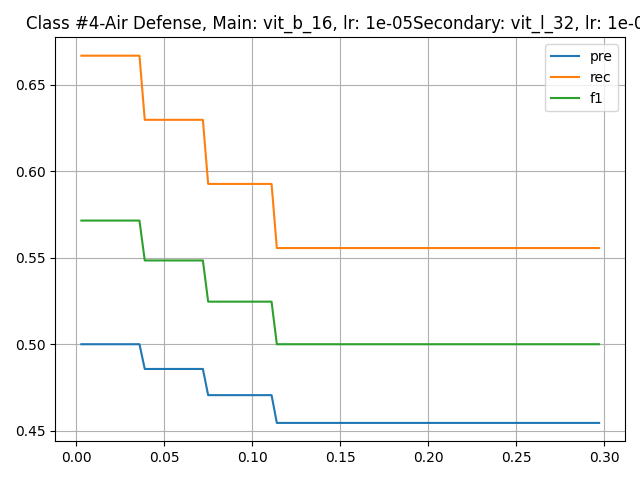 Class #4-Air Defense, Main: vit_b_16, lr: 1e-05Secondary: vit_l_32, lr: 1e-0
pre
rec
f1
0.65
0.60
0.55
0.50
0.45
0.00 0.05 0.10 0.15 0.20 0.25 0.30